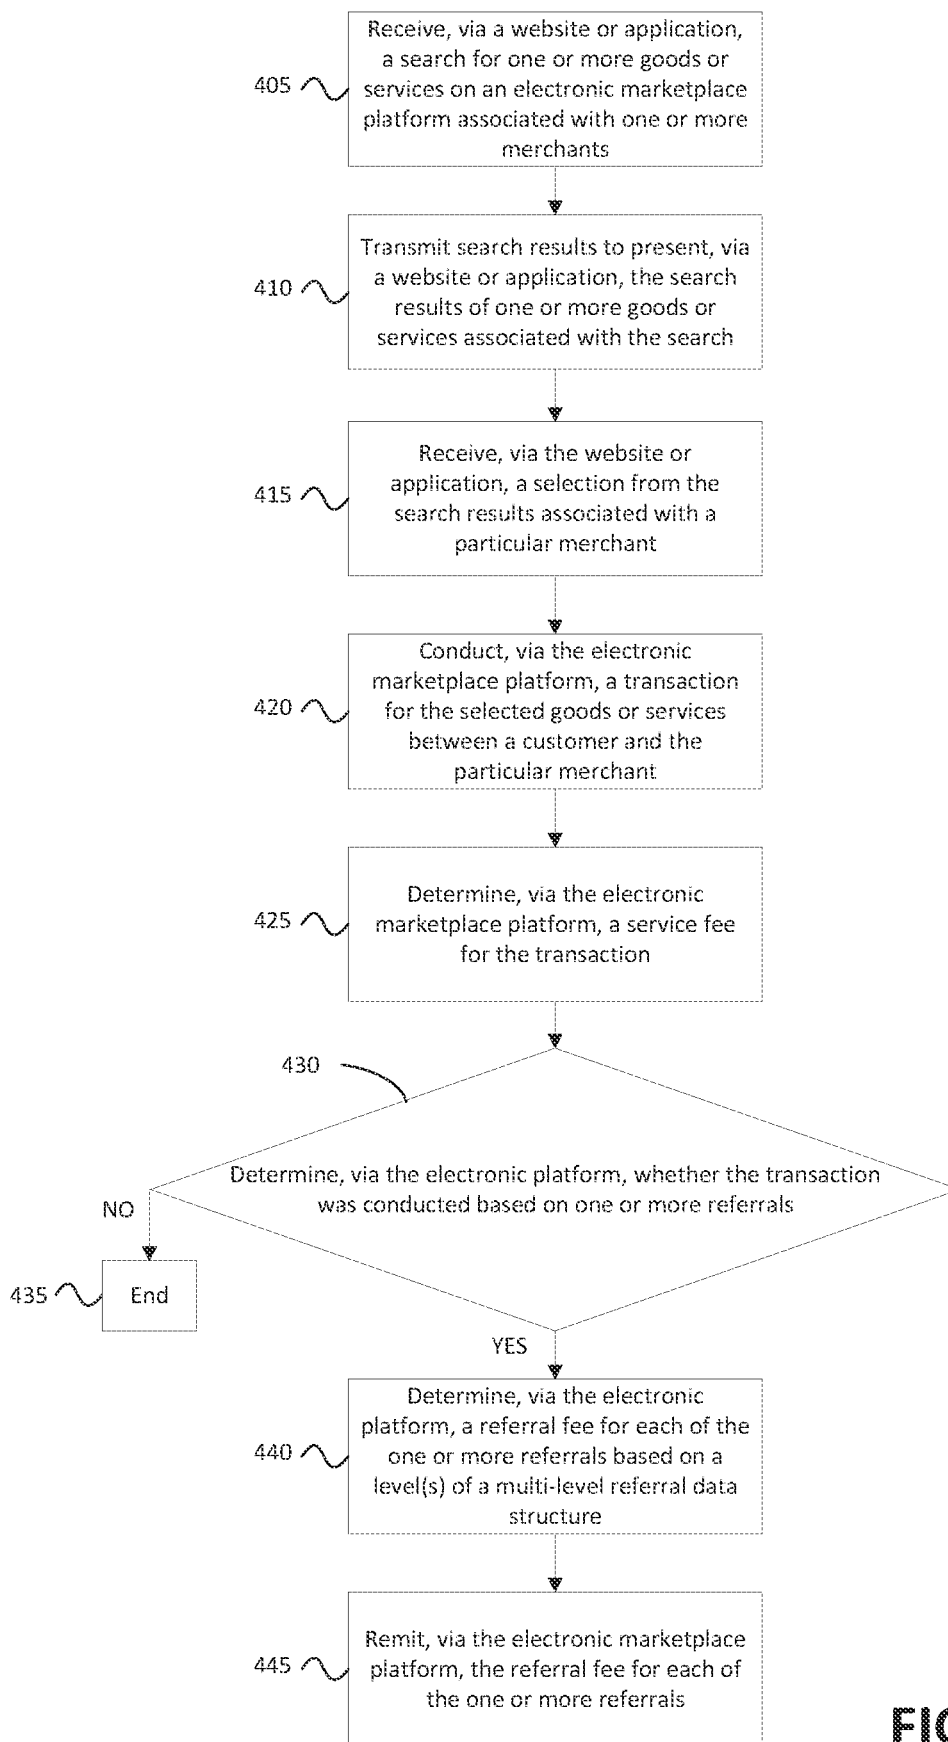 Receive, via a website or application,
a search for one or more goods or
405
services on an electronic marketplace
platform associated with one or more
merchants
Transmit search results to present, via
a website or application, the search
410
results of one or more goods or
services associated with the search
Receive, via the website or
application, a selection from the
415
search results associated with a
particular merchant
Conduct, via the electronic
marketplace platform, a transaction
420
for the selected goods or services
between a customer and the
particular merchant
Determine, via the electronic
425
marketplace platform, a service fee
for the transaction
430
Determine, via the electronic platform, whether the transaction
was conducted based on one or more referrals
NO
435
End
YES
Determine, via the electronic
platform, a referral fee for each of the
440
one or more referrals based on a
level(s) of a multi-level referral data
structure
Remit, via the electronic marketplace
445
platform, the referral fee for each of
the one or more referrals